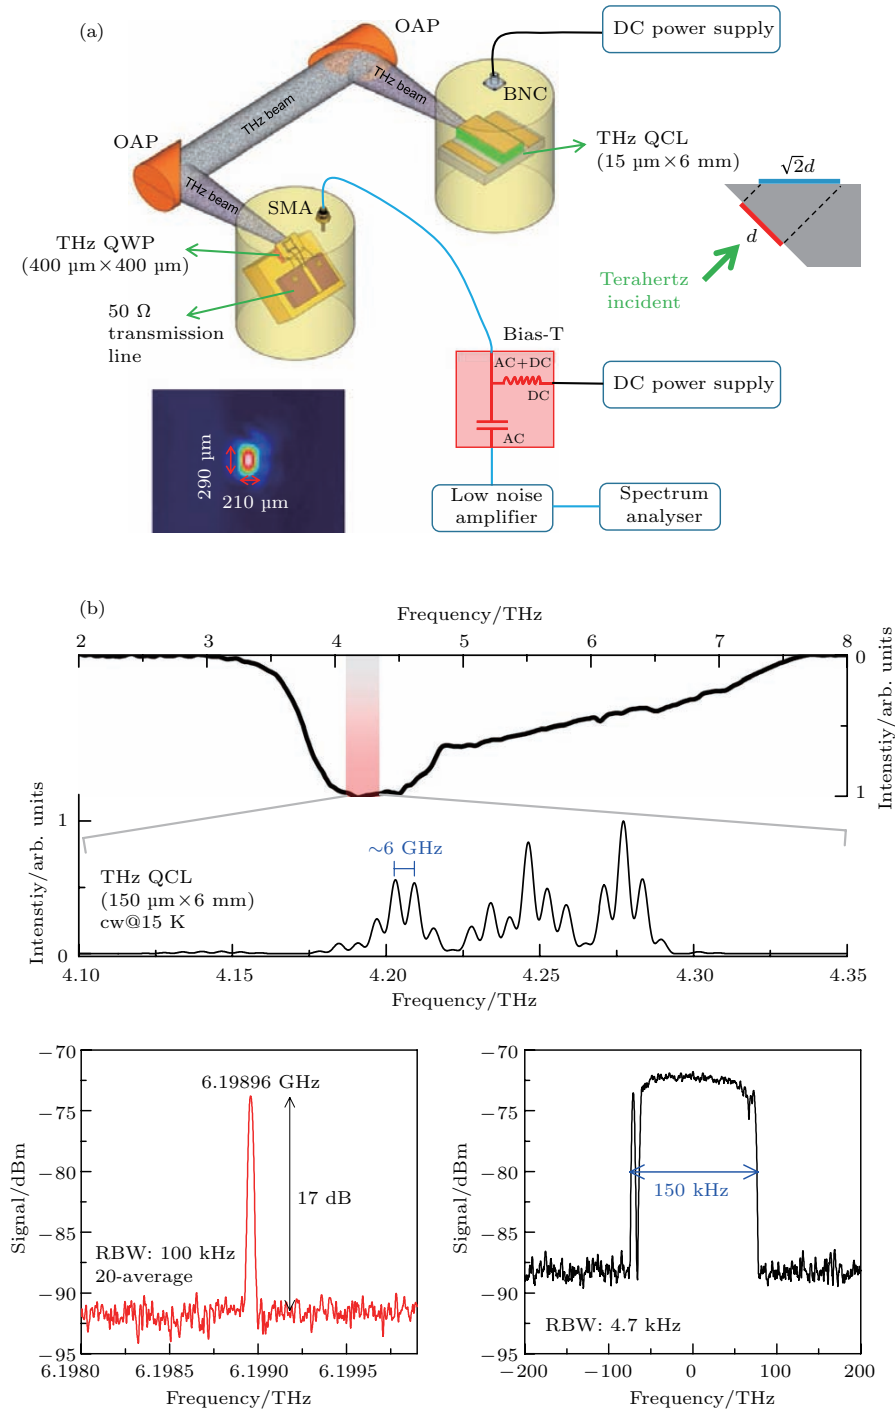 (a)
OAP
DC power supply
THz beam
THz beam
BNC
OAP
THz QCL
(15 µm×6 mm)
THz beam
SMA
√2d
d
THz QWP
(400 µm×400 µm)
Terahertz
incident
50 Ω
transmission
line
Bias-T
AC+DC
DC
AC
DC power supply
290 µm
210 µm
Low noise
amplifier
Spectrum
analyser
(b)
Frequency/THz
2 3 4 5 6 7 8
0
1
Intenstiy/arb. units
Intenstiy/arb. units
1
0
~6 GHz
THz QCL
(150 µm×6 mm)
cw@15 K
4.10 4.15 4.20 4.25 4.30 4.35
Frequency/THz
−70
−75
−80
−85
−90
−95
Signal/dBm
6.19896 GHz
17 dB
RBW: 100 kHz
20-average
6.1980 6.1985 6.1990 6.1995
Frequency/THz
−70
−75
−80
−85
−90
−95
Signal/dBm
150 kHz
RBW: 4.7 kHz
−200 −100 0 100 200
Frequency/THz